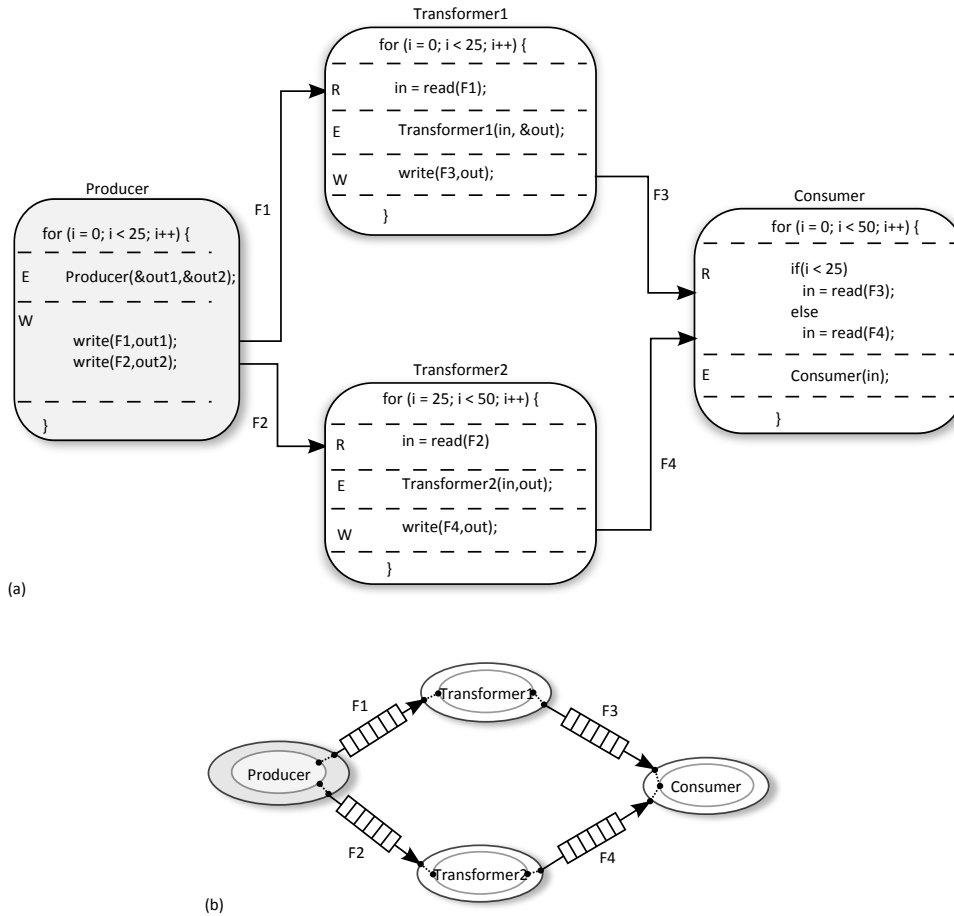 Transformer1
for (i = 0; i < 25; i++) {
R in = read(F1);
E Transformer1(in, &out);
W write(F3,out);
}
Producer
for (i = 0; i < 25; i++) {
E Producer(&out1,&out2);
W
write(F1,out1);
write(F2,out2);
}
F1
F2
Transformer2
for (i = 25; i < 50; i++) {
R in = read(F2)
E Transformer2(in,out);
W write(F4,out);
}
F3
F4
Consumer
for (i = 0; i < 50; i++) {
R if(i < 25)
in = read(F3);
else
in = read(F4);
E Consumer(in);
}
(a)
Transformer1
F1
F3
Producer
Consumer
F2
F4
Transformer2
(b)